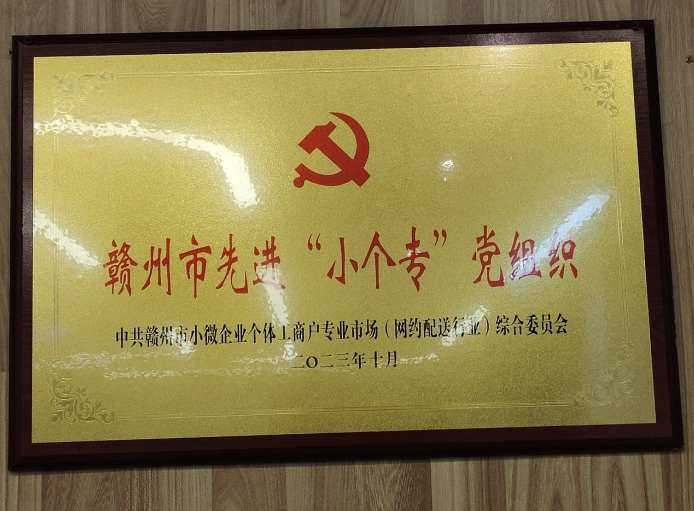 赣州市先进“小个专”党组织
中共赣州市小微企业个体工商户专业市场（网约配送行业）综合委员会
二〇二三年十月